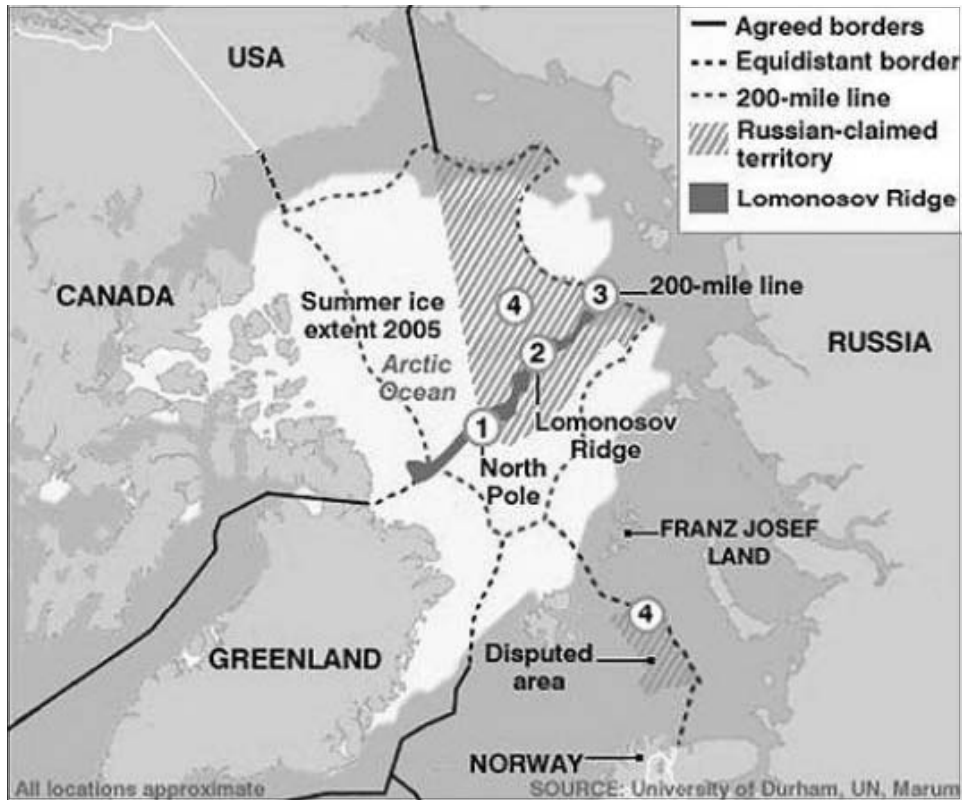 USA
Agreed borders
Equidistant border
200-mile line
Russian-claimed
territory
Lomonosov Ridge
CANADA
Summer ice
extent 2005
Arctic
Ocean
4
3
200-mile line
2
RUSSIA
1
Lomonosov
Ridge
North
Pole
FRANZ JOSEF
LAND
4
GREENLAND
Disputed
area
NORWAY
All locations approximate
SOURCE: University of Durham, UN, Marum